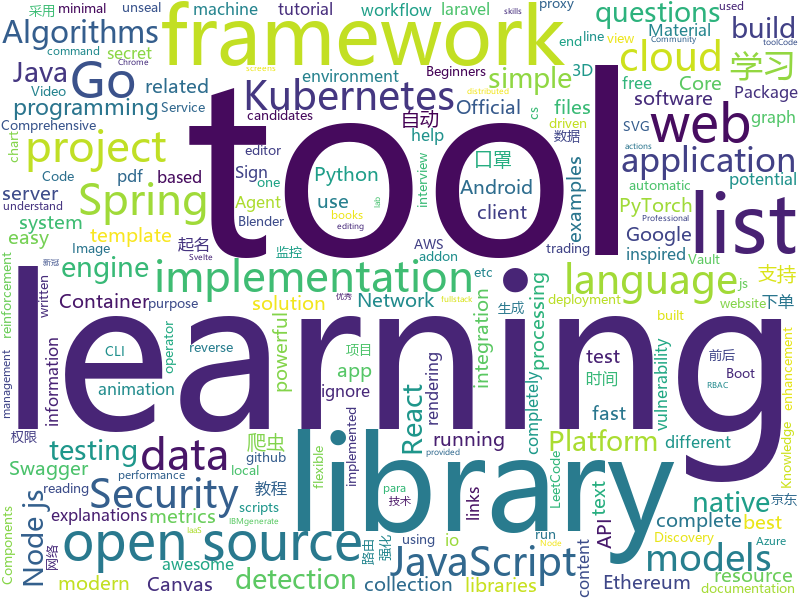 采用 minimal unseal machine tutorial workflow laravel proxy skills used Community toolCode
Algorithms secret framework command Chrome end line view Material questions build
Java Go related environment Beginners simple 3D cloud free Core 学习
Video programming Service Official files software Package
Comprehensive Kubernetes candidates 自动 help cs driven 数据 SVG actions web graph
chart project Code pdf based editor Sign one Python tool 口罩 distributed
server Spring Agent Blender use interview Android client examples application potential
understand system template 起名 books lab editing AWS addon Google PyTorch automatic
easy Image Svelte 监控 trading inspired Professional Vault list
reinforcement engine etc purpose 新冠 优秀 fullstack js
written implementation language 支持
Container solution Network deployment website 下单
management information operator reverse powerful 生成 integration processing built
CLI 项目 app test 时间 vulnerability 前后 Boot RBAC
animation learning ignore React rendering fast completely Knowledge enhancement
权限 爬虫 running Platform different
testing data github flexible implemented library LeetCode
Swagger local reading performance para text native 京东
Components Node.js Security 教程 scripts 技术 links API complete best
explanations metrics IBMgenerate provided using io run content Discovery Azure
网络 open source 路由 强化 JavaScript models
IaaS awesome modern Canvas detection collection libraries Ethereum resource documentation